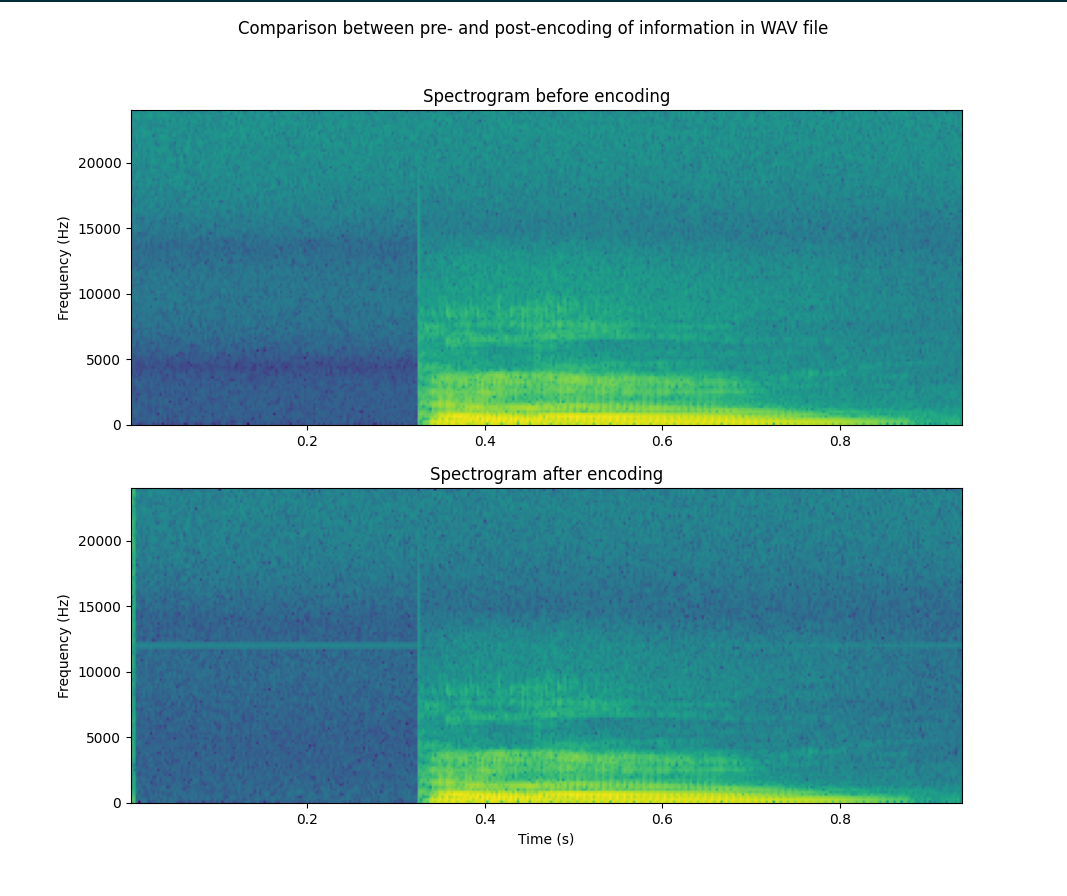 Comparison between pre- and post-encoding of information in WAV file
Spectrogram before encoding
Frequency (Hz)
20000
15000
10000
5000
0
0.2 0.4 0.6 0.8
Spectrogram after encoding
Frequency (Hz)
20000
15000
10000
5000
0
0.2 0.4 0.6 0.8
Time (s)